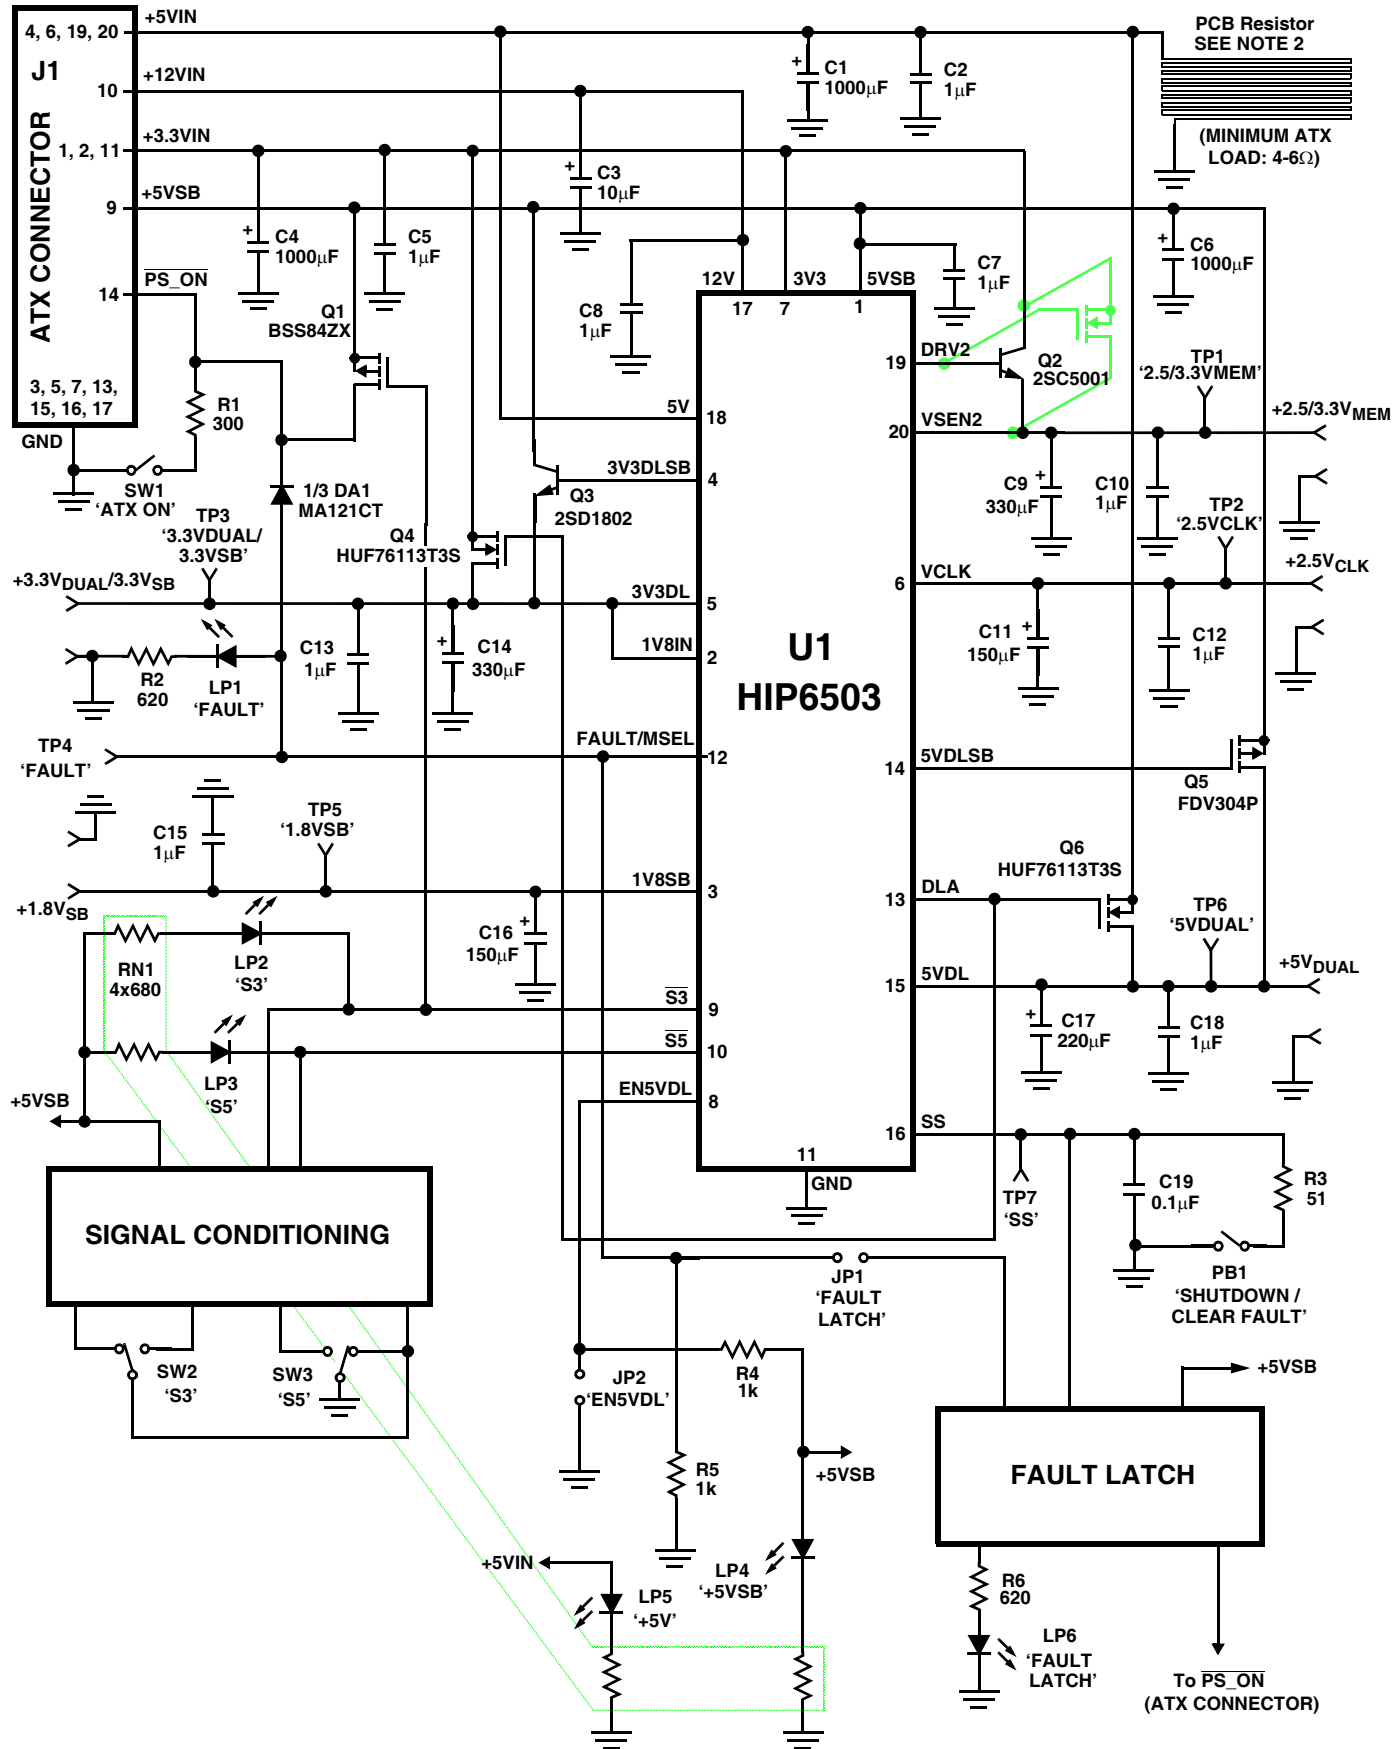 +5VIN
4, 6, 19, 20
J1
ATX CONNECTOR
+12VIN
10
+3.3VIN
1, 2, 11
+5VSB
9
PS_ON
14
3, 5, 7, 13,
15, 16, 17
GND
PCB Resistor
SEE NOTE 2
(MINIMUM ATX
LOAD: 4-6Ω)
+ C1
1000µF
C2
1µF
+ C3
10µF
+ C4
1000µF
C5
1µF
+ C6
1000µF
C7
1µF
C8
1µF
Q1
BSS84ZX
R1
300
SW1
‘ATX ON’
1/3 DA1
MA121CT
12V
17
3V3
7
5VSB
1
19
DRV2
Q2
2SC5001
TP1
‘2.5/3.3VMEM’
+2.5/3.3VMEM
5V
18
20
VSEN2
3V3DLSB
4
Q3
2SD1802
C9 +
330µF
C10
1µF
TP2
‘2.5VCLK’
TP3
‘3.3VDUAL/
3.3VSB’
Q4
HUF76113T3S
+3.3VDUAL/3.3VSB
3V3DL
5
6
VCLK
+2.5VCLK
1V8IN
2
U1
HIP6503
R2
620
LP1
‘FAULT’
C13
1µF
+ C14
330µF
C11 +
150µF
C12
1µF
TP4
‘FAULT’
FAULT/MSEL
12
14
5VDLSB
Q5
FDV304P
C15
1µF
TP5
‘1.8VSB’
Q6
HUF76113T3S
+1.8VSB
1V8SB
3
13
DLA
TP6
‘5VDUAL’
RN1
4x680
LP2
‘S3’
C16 +
150µF
S3
9
15
5VDL
+5VDUAL
LP3
‘S5’
S5
10
+ C17
220µF
C18
1µF
+5VSB
EN5VDL
8
16
SS
11
GND
TP7
‘SS’
C19
0.1µF
R3
51
PB1
‘SHUTDOWN /
CLEAR FAULT’
SIGNAL CONDITIONING
JP1
‘FAULT
LATCH’
SW2
‘S3’
SW3
‘S5’
JP2
‘EN5VDL’
R4
1k
+5VSB
R5
1k
+5VSB
FAULT LATCH
+5VIN
LP5
‘+5V’
LP4
‘+5VSB’
R6
620
LP6
‘FAULT
LATCH’
To PS_ON
(ATX CONNECTOR)